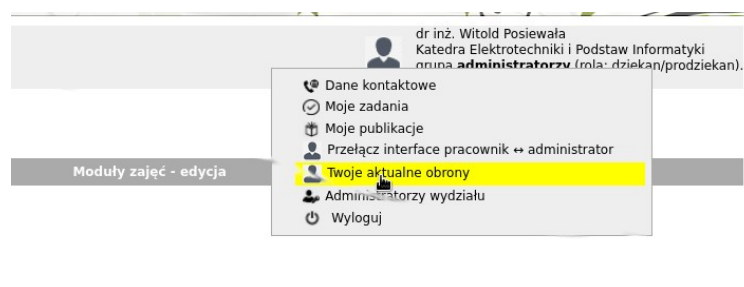 dr inż. Witold Posiewała
Katedra Elektrotechniki i Podstaw Informatyki
grupa administratorzy (rola: dziekan/prodziekan).
Dane kontaktowe
Moje zadania
Moje publikacje
Przełącz interface pracownik ↔ administrator
Moduły zajęć - edycja
Twoje aktualne obrony
Administratorzy wydziału
Wyloguj